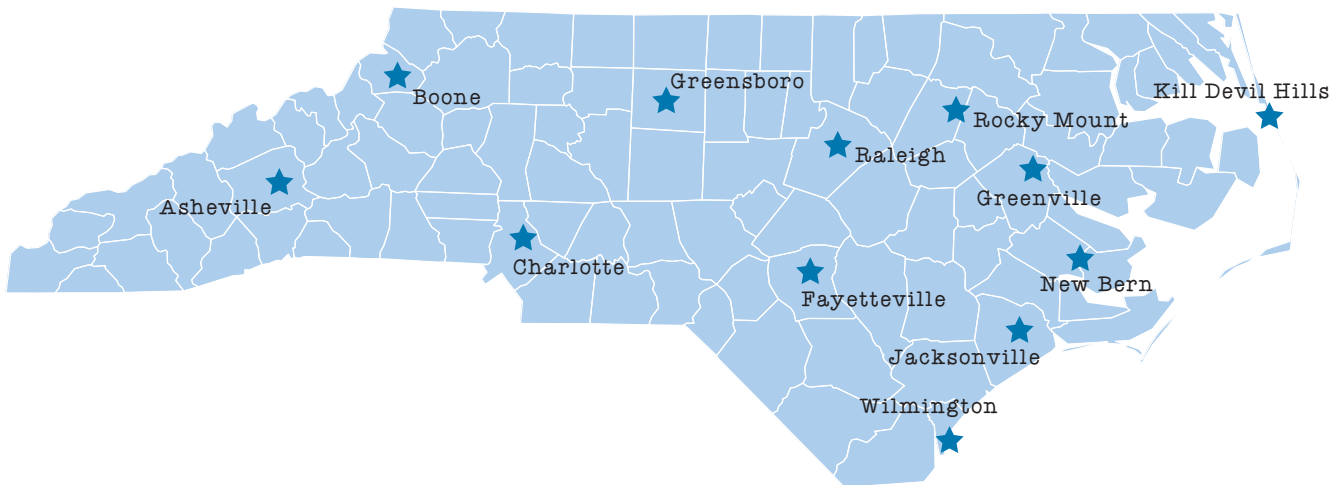 Greensboro
Kill Devil Hills
Boone
Rocky Mount
Raleigh
Greenville
Asheville
Charlotte
New Bern
Fayetteville
Jacksonville
Wilmington